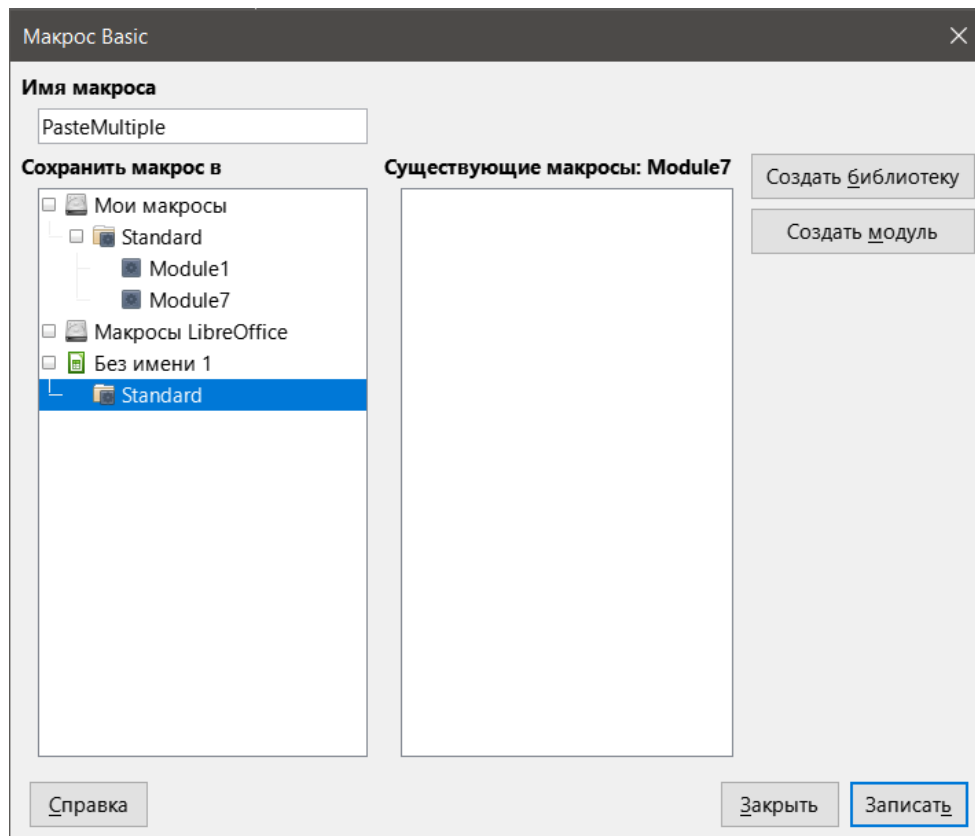 Макрос Basic
Имя макроса
PasteMultiple
Сохранить макрос в
Существующие макросы: Module7
Мои макросы
Standard
Module1
Module7
Макросы LibreOffice
Без имени 1
Standard
Создать библиотеку
Создать модуль
Справка
Закрыть
Записать